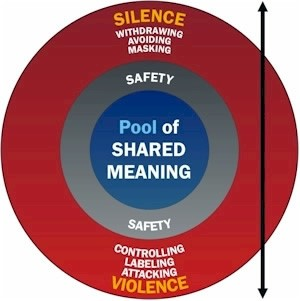 SILENCE
WITHDRAWING
AVOIDING
MASKING
SAFETY
Pool of
SHARED
MEANING
SAFETY
CONTROLLING
LABELING
ATTACKING
VIOLENCE